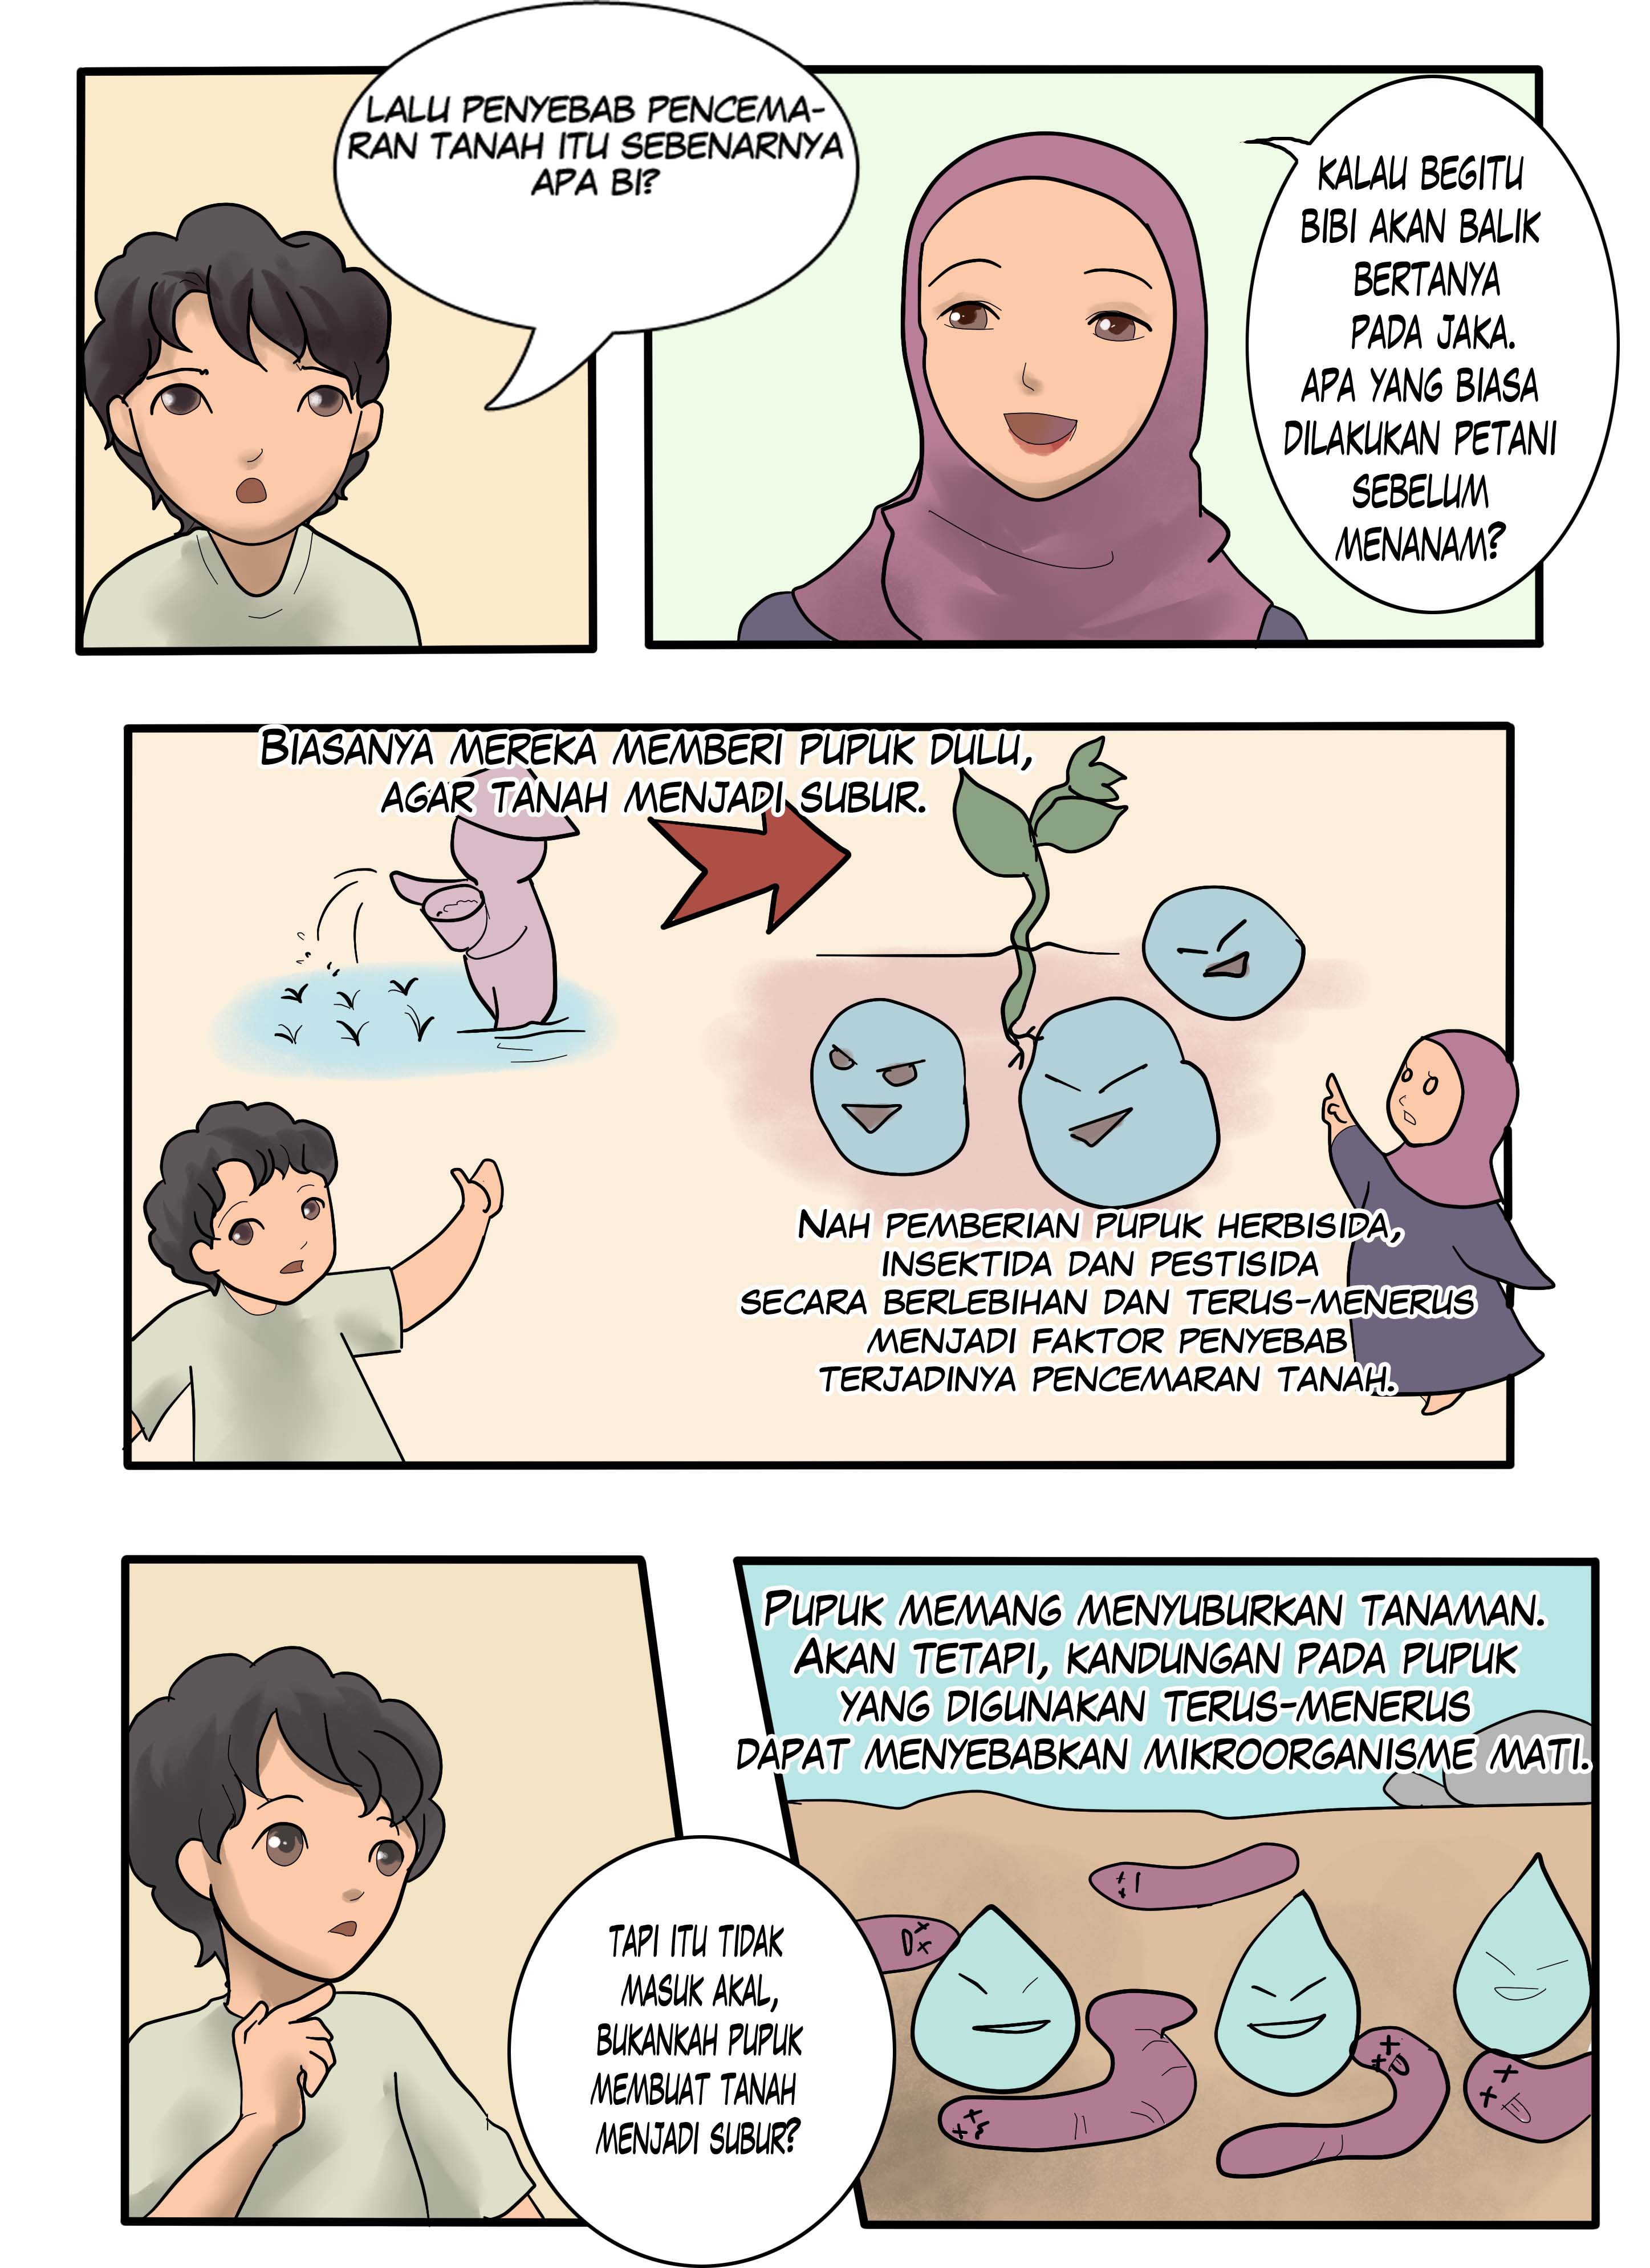 LALU PENYEBAB PENCEMA-
RAN TANAH ITU SEBENARNYA
APA BI?
KALAU BEGITU
BIBI AKAN BALIK
BERTANYA
PADA JAKA.
APA YANG BIASA
DILAKUKAN PETANI
SEBELUM
MENANAM?
BIASANYA MEREKA MEMBERI PUPUK DULU,
AGAR TANAH MENJADI SUBUR.
NAH PEMBERIAN PUPUK HERBISIDA,
INSEKTIDA DAN PESTISIDA
SECARA BERLEBIHAN DAN TERUS-MENERUS
MENJADI FAKTOR PENYEBAB
TERJADINYA PENCEMARAN TANAH.
TAPI ITU TIDAK
MASUK AKAL,
BUKANKAH PUPUK
MEMBUAT TANAH
MENJADI SUBUR?
PUPUK MEMANG MENYUBURKAN TANAMAN.
AKAN TETAPI, KANDUNGAN PADA PUPUK
YANG DIGUNAKAN TERUS-MENERUS
DAPAT MENYEBABKAN MIKROORGANISME MATI.